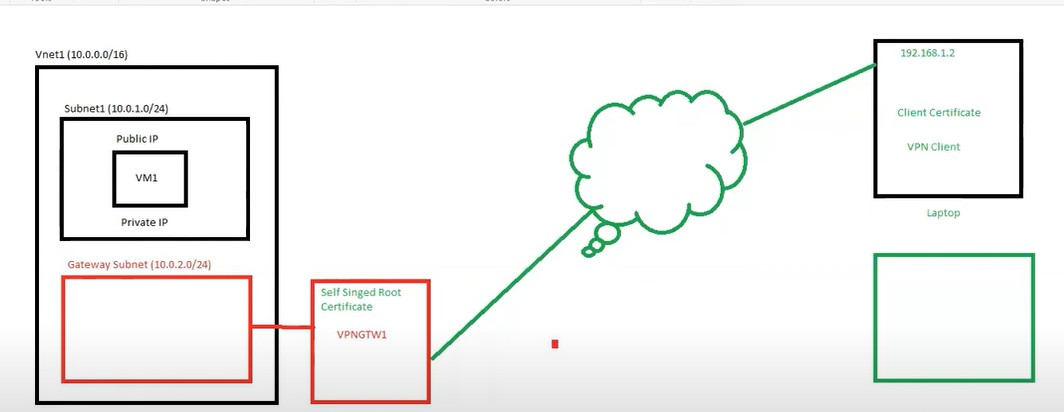 Vnet1 (10.0.0.0/16)
Subnet1 (10.0.1.0/24)
Public IP
VM1
Private IP
Gateway Subnet (10.0.2.0/24)
Self Singed Root
Certificate
VPNGTW1
192.168.1.2
Client Certificate
VPN Client
Laptop